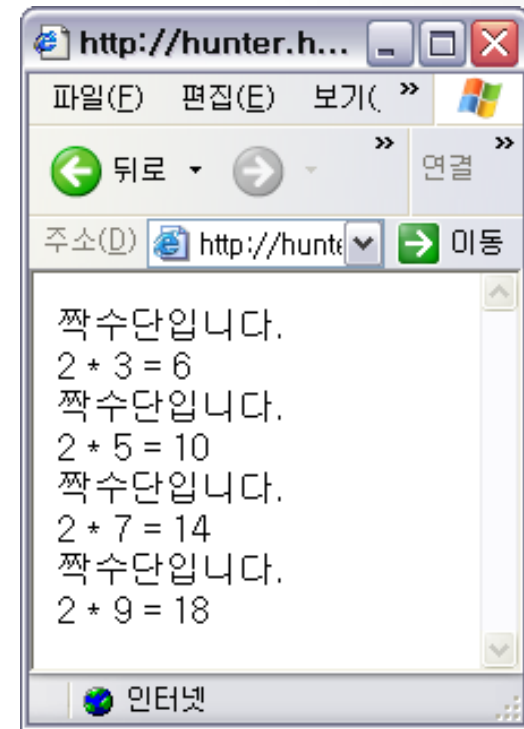 http://hunter.h...
파일(F) 편집(E) 보기( »
뒤로 » 연결 »
주소(D) http://hunte 이동
짝수단입니다.
2 * 3 = 6
짝수단입니다.
2 * 5 = 10
짝수단입니다.
2 * 7 = 14
짝수단입니다.
2 * 9 = 18
인터넷